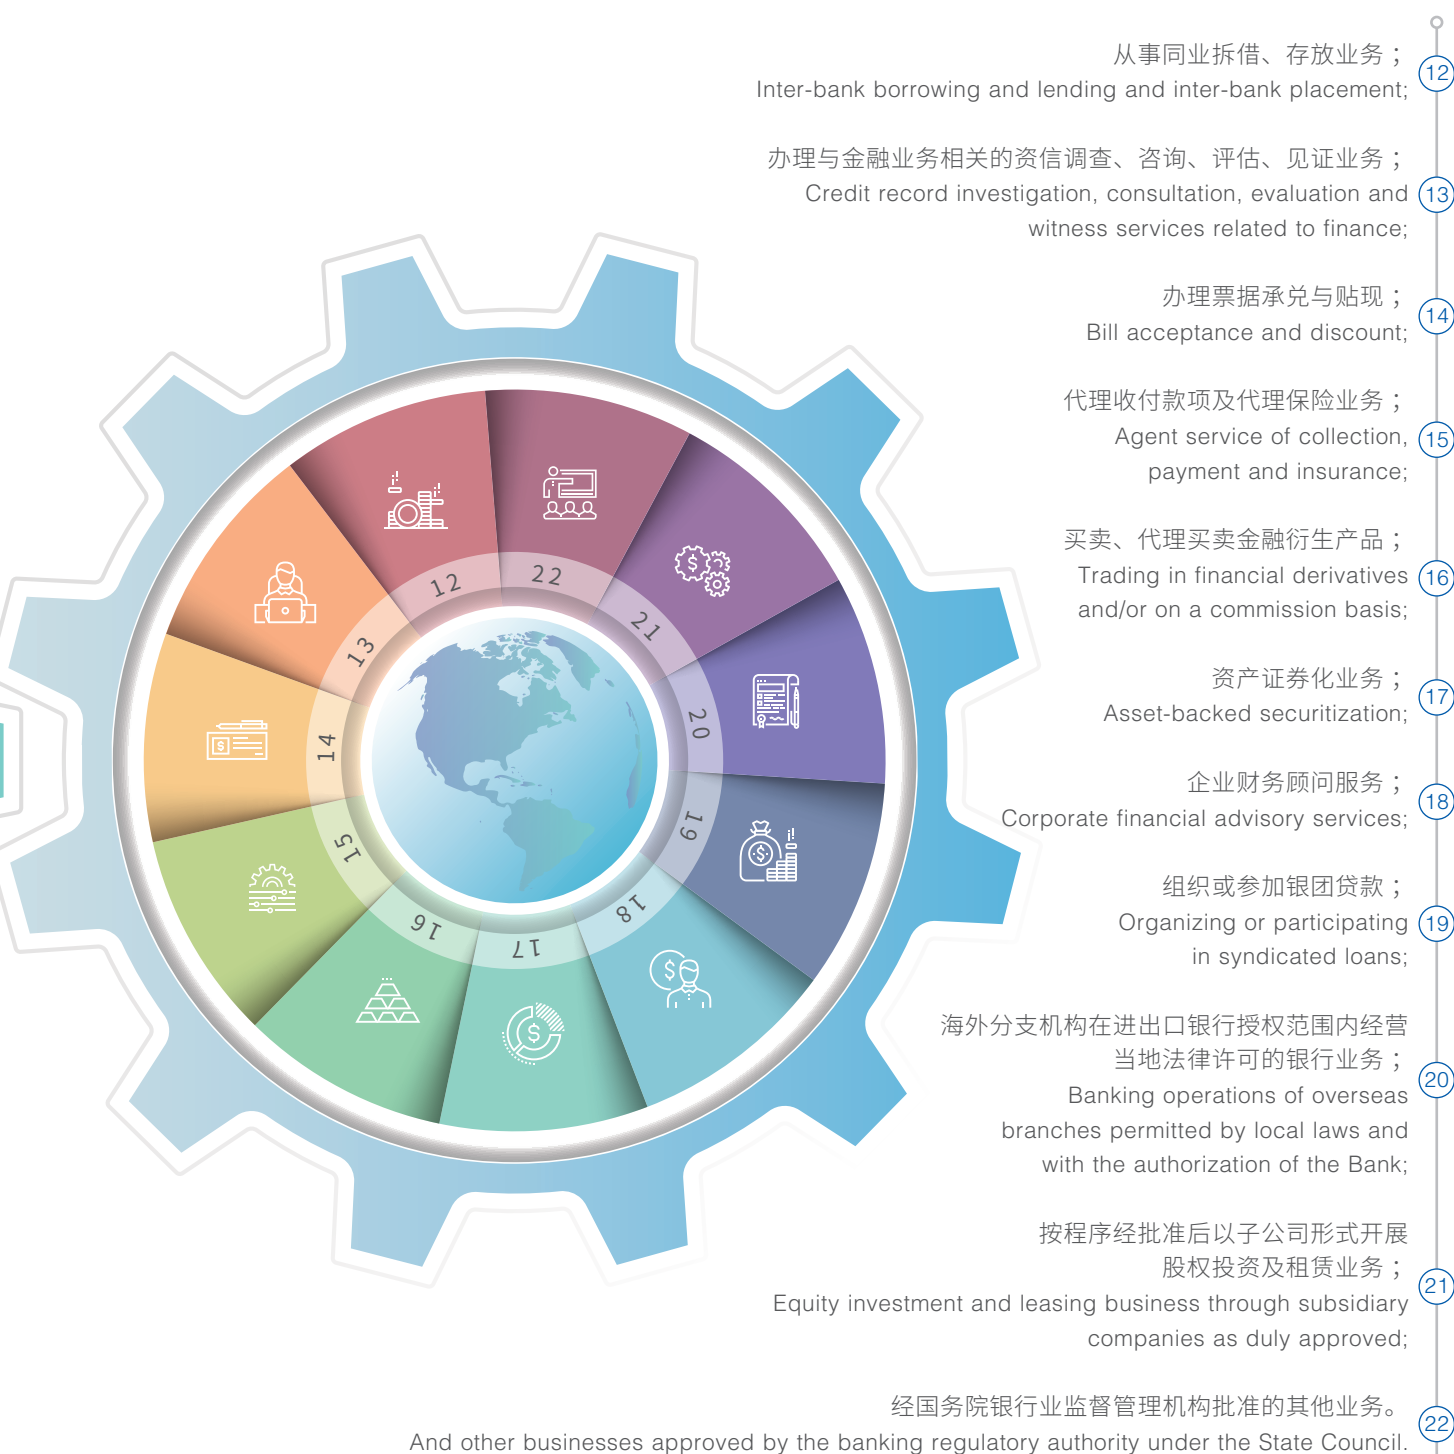 从事同业拆借、存放业务；
12
Inter-bank borrowing and lending and inter-bank placement;
办理与金融业务相关的资信调查、咨询、评估、见证业务；
Credit record investigation, consultation, evaluation and
13
witness services related to finance;
办理票据承兑与贴现；
14
Bill acceptance and discount;
代理收付款项及代理保险业务；
Agent service of collection,
15
payment and insurance;
买卖、代理买卖金融衍生产品；
Trading in financial derivatives
16
and/or on a commission basis;
资产证券化业务；
17
Asset-backed securitization;
企业财务顾问服务；
18
Corporate financial advisory services;
组织或参加银团贷款；
Organizing or participating
19
in syndicated loans;
海外分支机构在进出口银行授权范围内经营
当地法律许可的银行业务；
20
Banking operations of overseas
branches permitted by local laws and
with the authorization of the Bank;
按程序经批准后以子公司形式开展
股权投资及租赁业务；
21
Equity investment and leasing business through subsidiary
companies as duly approved;
经国务院银行业监督管理机构批准的其他业务。
22
And other businesses approved by the banking regulatory authority under the State Council.
12
13
14
15
16
17
18
19
20
21
22
$
$
$
$
$
$